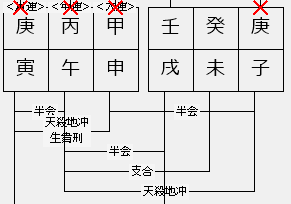 <月運>-<年運>-<大運>
庚 丙 甲 壬 癸 庚
寅 午 申 戌 未 子
半会 半会
天殺地冲
生貴刑
半会
支合
天殺地冲